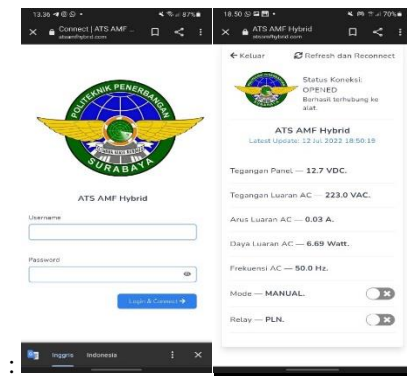 13.36
87%
Connect | ATS AMF ...
atsamfhybrid.com
POLITEKNIK PENERBANGAN
SURABAYA
ATS AMF Hybrid
Username
Password
Login & Connect →
Inggris Indonesia
18.50
70%
ATS AMF Hybrid
atsamfhybrid.com
← Keluar
Refresh dan Reconnect
Status Koneksi:
OPENED
Berhasil terhubung ke
alat.
ATS AMF Hybrid
Latest Update: 12 Jul 2022 18:50:19
Tegangan Panel — 12.7 VDC.
Tegangan Luaran AC — 223.0 VAC.
Arus Luaran AC — 0.03 A.
Daya Luaran AC — 6.69 Watt.
Frekuensi AC — 50.0 Hz.
Mode — MANUAL.
Relay — PLN.
: